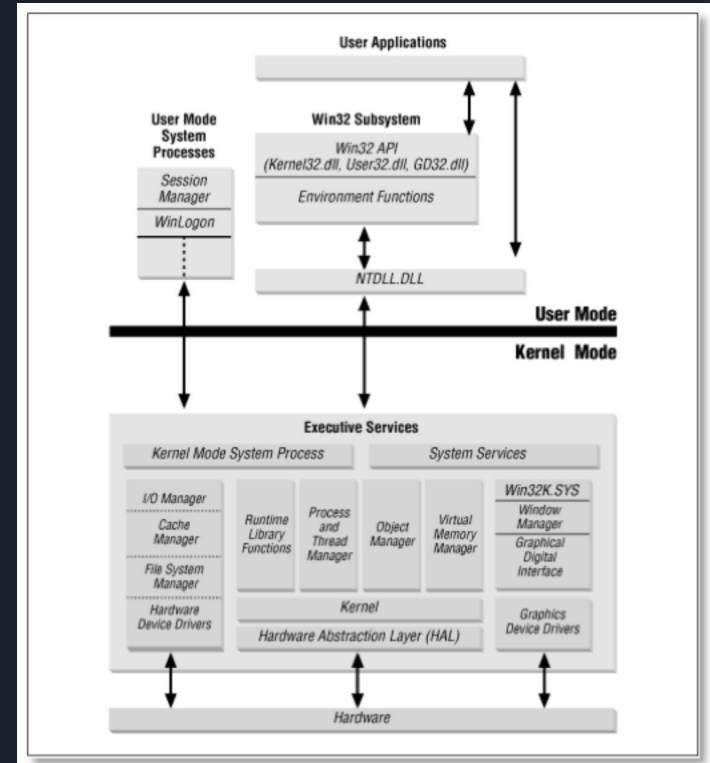 User Applications
User Mode
System
Processes
Session
Manager
WinLogon
Win32 Subsystem
Win32 API
(Kernel32.dll, User32.dll, GD32.dll)
Environment Functions
NTDLL.DLL
User Mode
Kernel Mode
Executive Services
Kernel Mode System Process
System Services
I/O Manager
Cache
Manager
File System
Manager
Hardware
Device Drivers
Runtime
Library
Functions
Process
and
Thread
Manager
Object
Manager
Virtual
Memory
Manager
Win32K.SYS
Window
Manager
Graphical
Digital
Interface
Kernel
Hardware Abstraction Layer (HAL)
Graphics
Device Drivers
Hardware